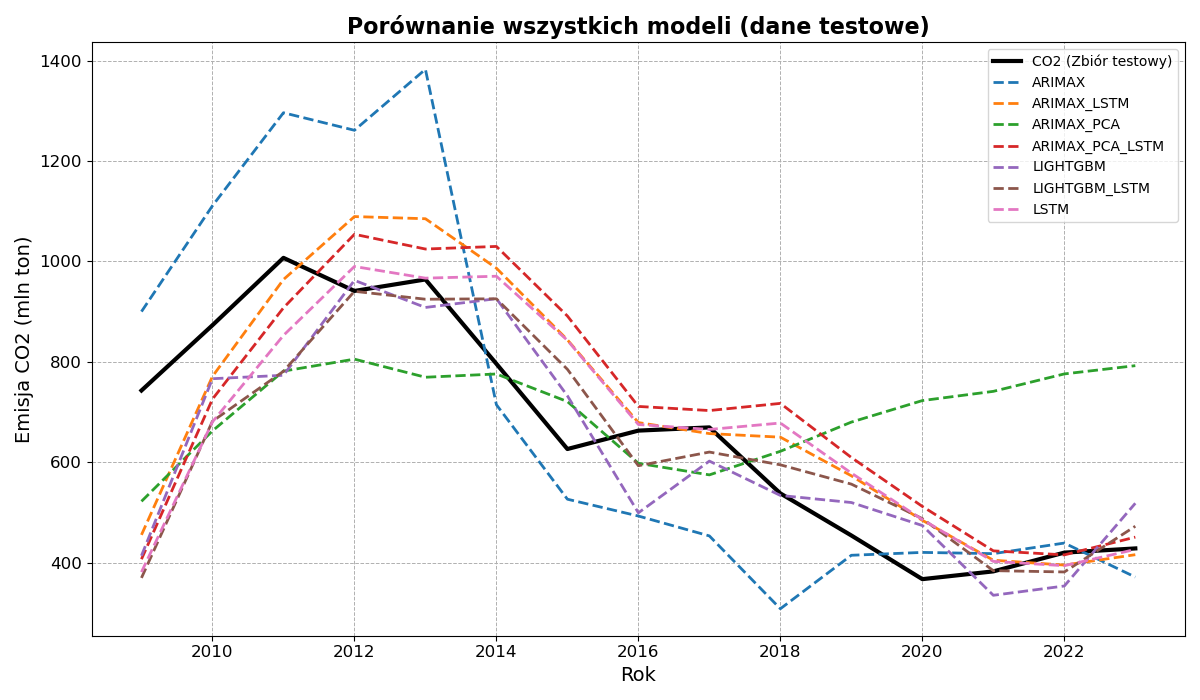 Porównanie wszystkich modeli (dane testowe)
Emisja CO2 (mln ton)
1400
1200
1000
800
600
400
CO2 (Zbiór testowy)
ARIMAX
ARIMAX_LSTM
ARIMAX_PCA
ARIMAX_PCA_LSTM
LIGHTGBM
LIGHTGBM_LSTM
LSTM
2010 2012 2014 2016 2018 2020 2022
Rok